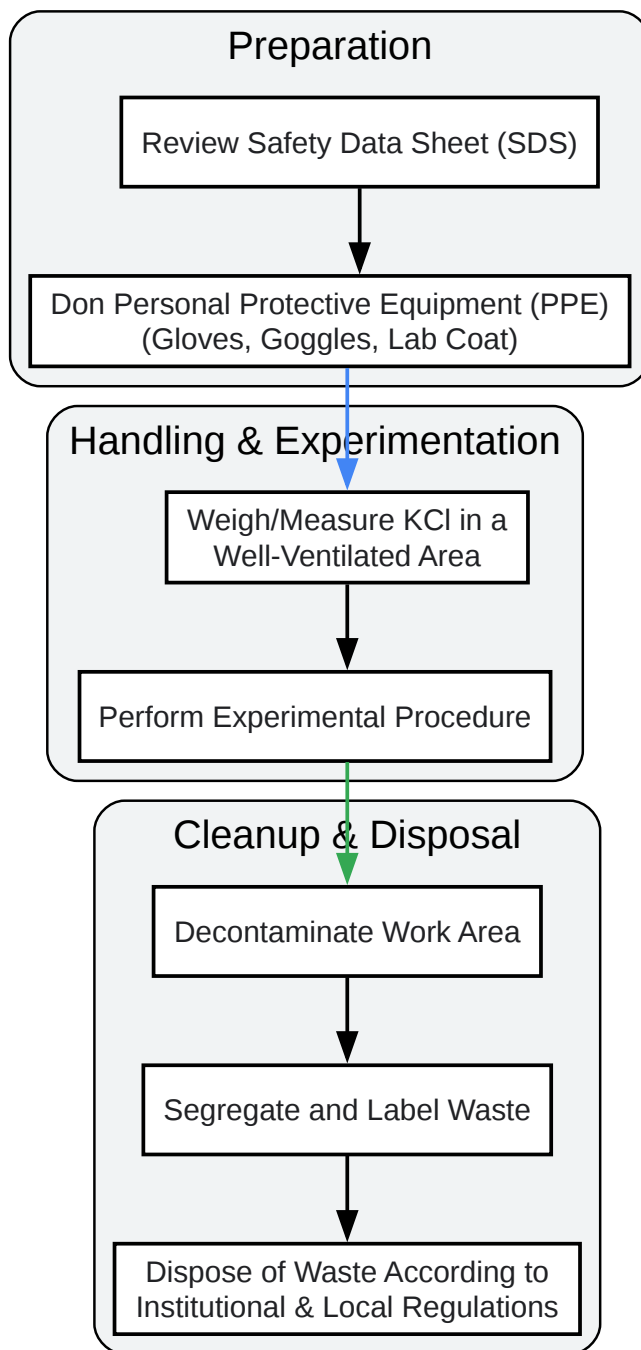 Preparation
Review Safety Data Sheet (SDS)
Don Personal Protective Equipment (PPE)
(Gloves, Goggles, Lab Coat)
Handling & Experimentation
Weigh/Measure KCl in a
Well-Ventilated Area
Perform Experimental Procedure
Cleanup & Disposal
Decontaminate Work Area
Segregate and Label Waste
Dispose of Waste According to
Institutional & Local Regulations